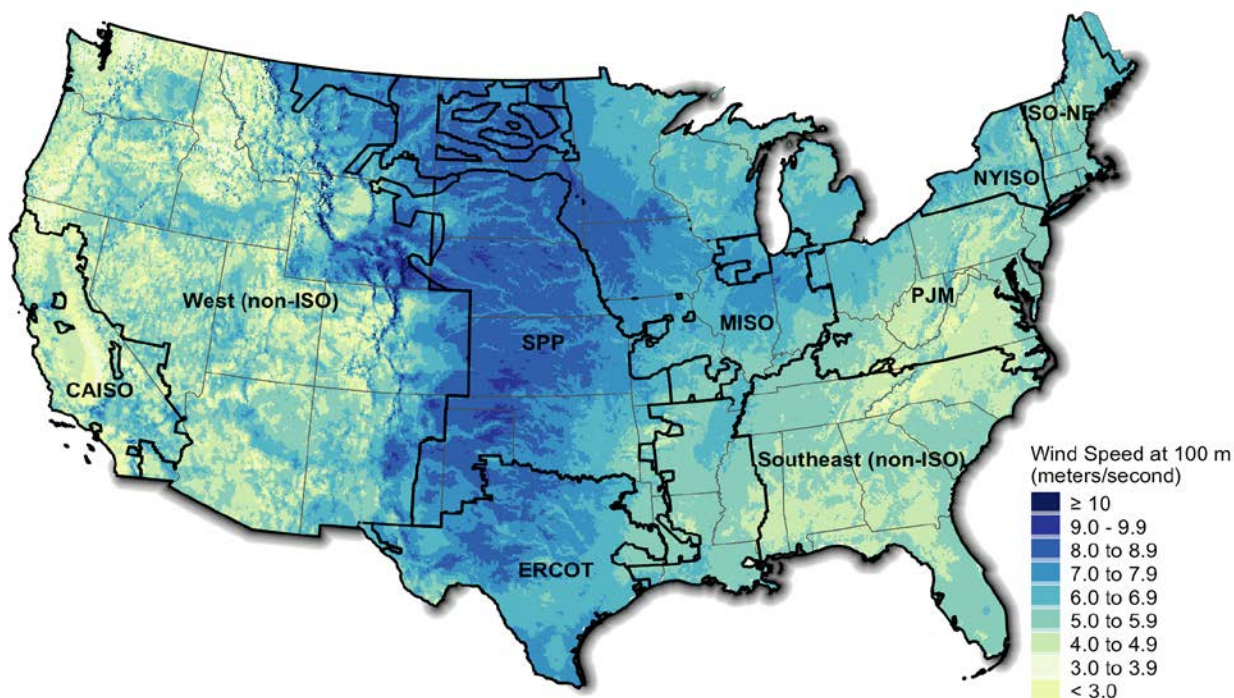 ISO-NE
NYISO
West (non-ISO)
PJM
SPP
MISO
CAISO
Southeast (non-ISO)
ERCOT
Wind Speed at 100 m
(meters/second)
≥ 10
9.0 - 9.9
8.0 to 8.9
7.0 to 7.9
6.0 to 6.9
5.0 to 5.9
4.0 to 4.9
3.0 to 3.9
< 3.0